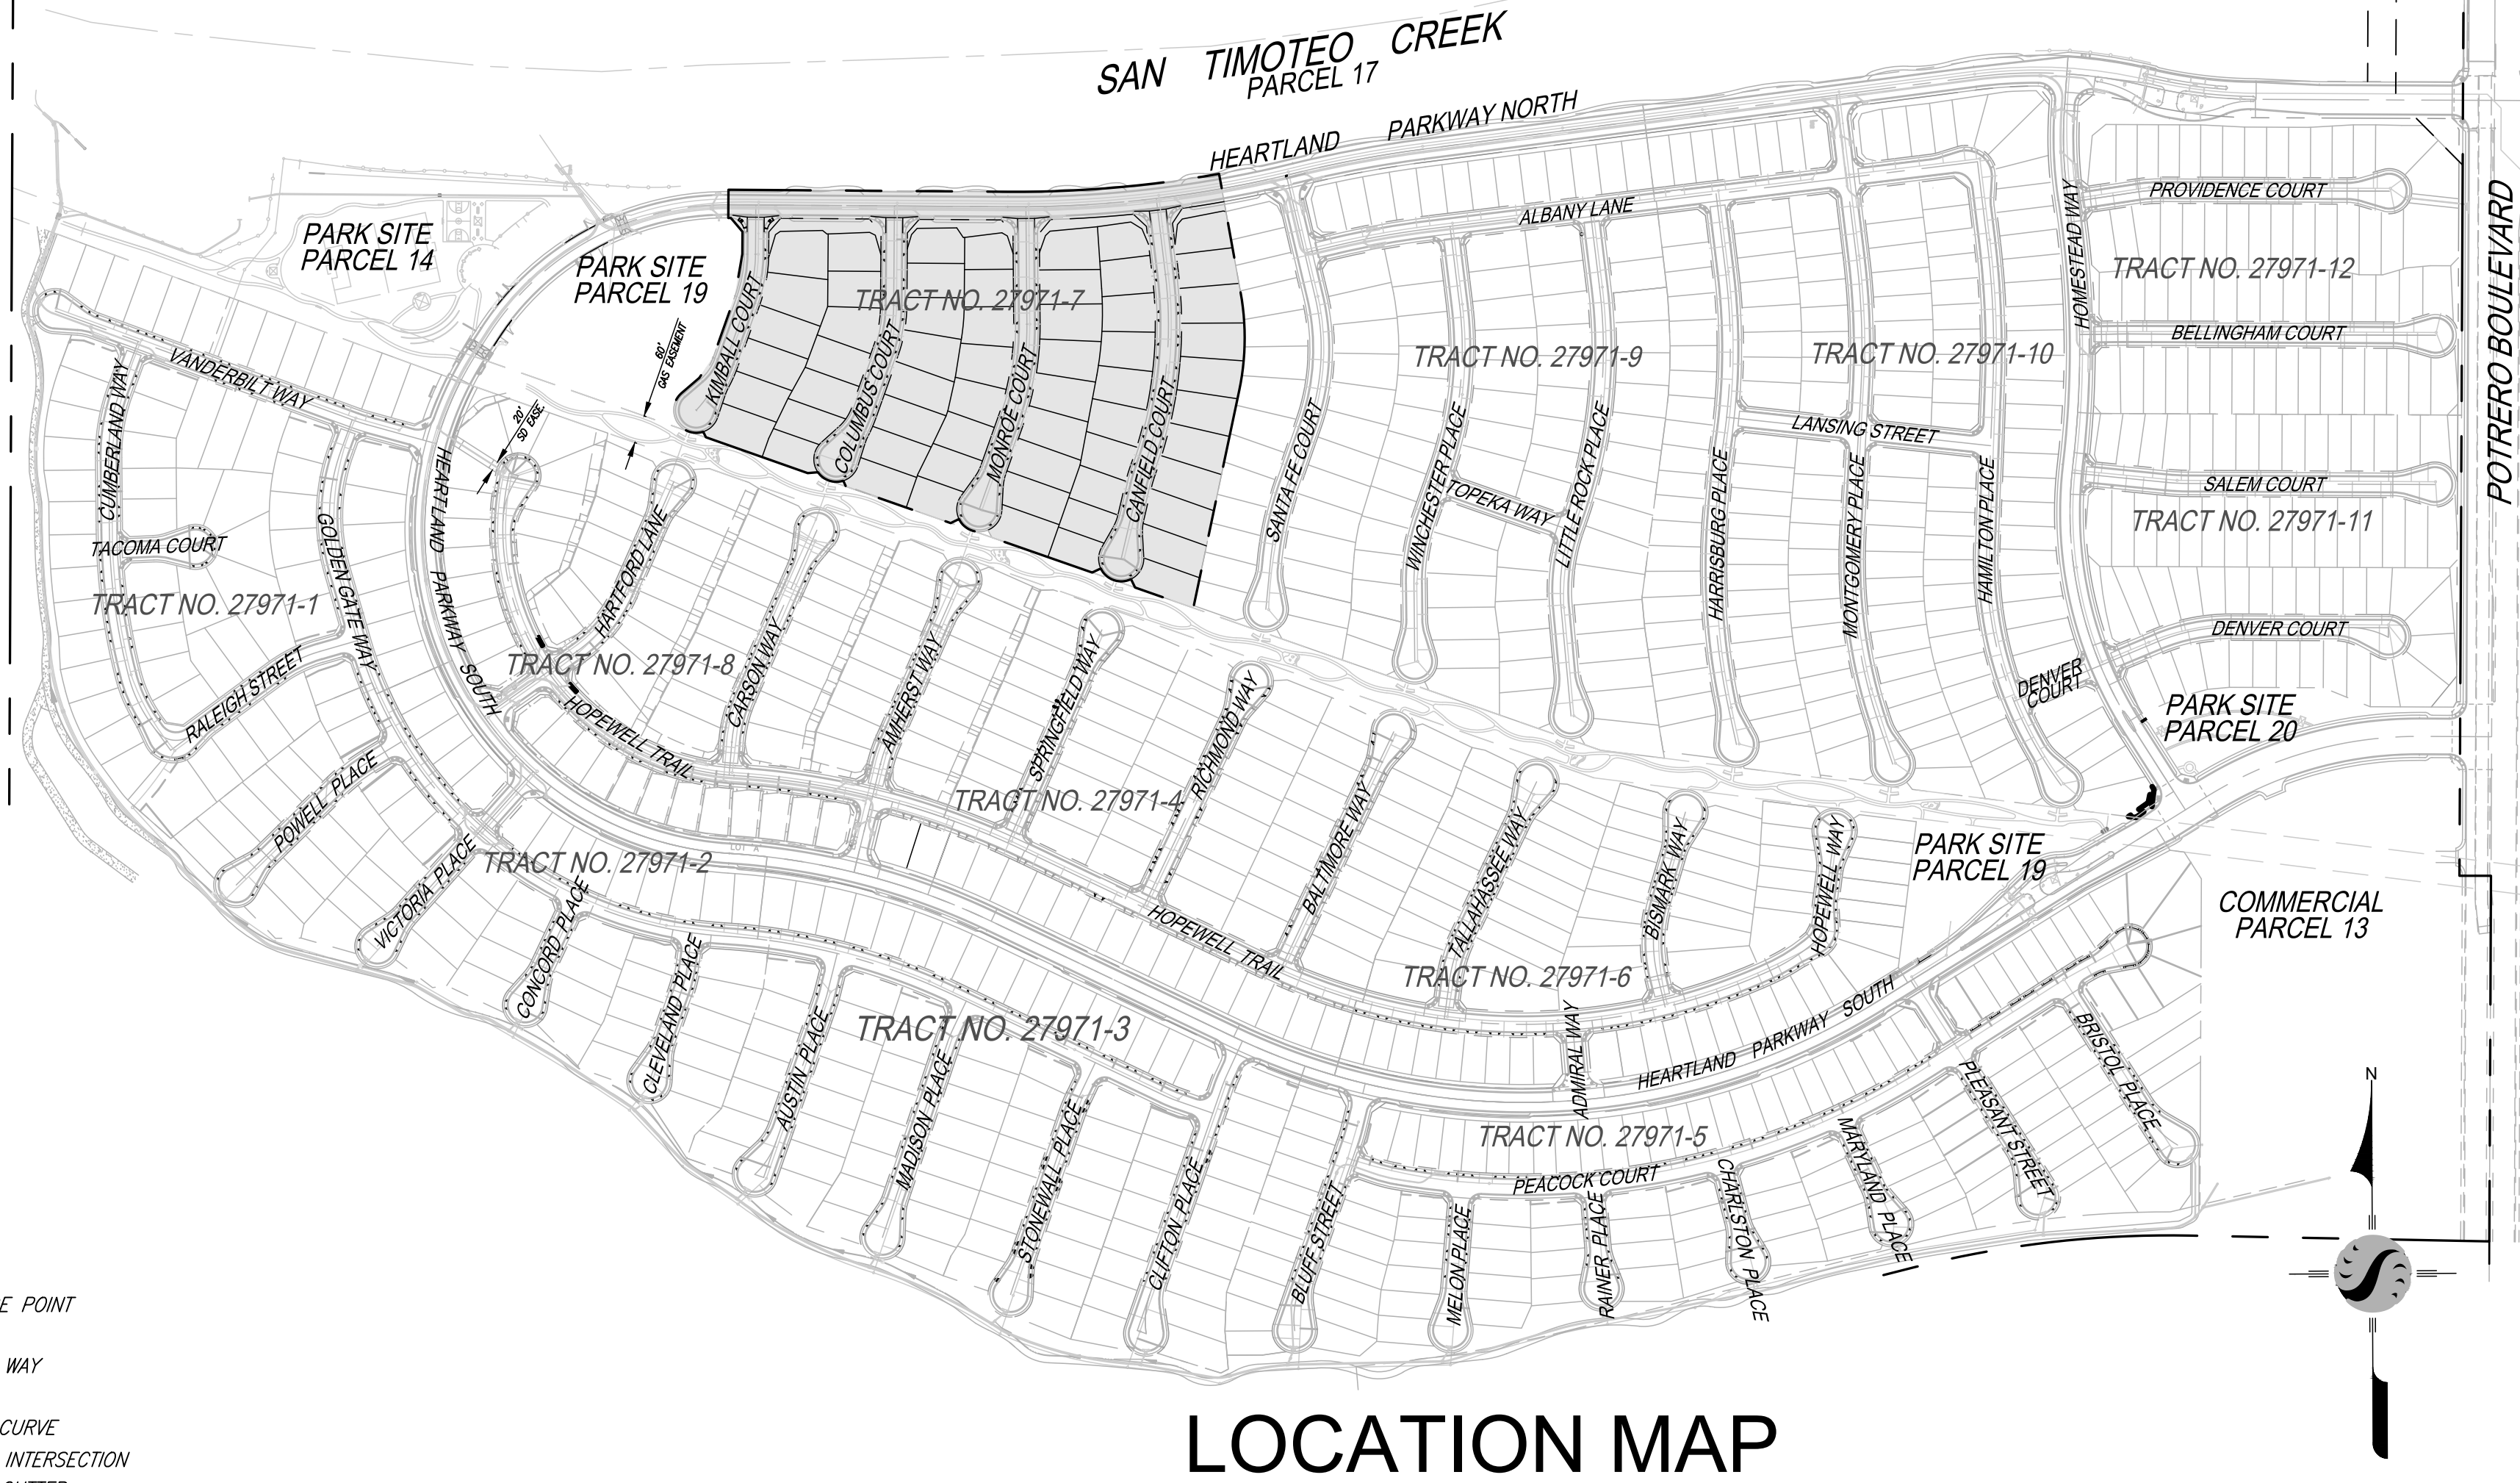 SAN TIMOTEO CREEK
PARCEL 17
HEARTLAND PARKWAY NORTH
PARK SITE
PARCEL 14
PARK SITE
PARCEL 19
60'
GAS EASEMENT
20'
SD EASE
KIMBALL COURT
COLUMBUS COURT
MONROE COURT
CANFIELD COURT
TRACT NO. 27971-7
SANTA FE COURT
WINCHESTER PLACE
TOPEKA WAY
LITTLE ROCK PLACE
ALBANY LANE
TRACT NO. 27971-9
HARRISBURG PLACE
MONTGOMERY PLACE
HAMILTON PLACE
LANSING STREET
TRACT NO. 27971-10
HOMESTEAD WAY
PROVIDENCE COURT
TRACT NO. 27971-12
BELLINGHAM COURT
SALEM COURT
TRACT NO. 27971-11
DENVER COURT
DENVER
COURT
POTRERO BOULEVARD
PARK SITE
PARCEL 20
PARK SITE
PARCEL 19
COMMERCIAL
PARCEL 13
VANDERBILT WAY
CUMBERLAND WAY
TACOMA COURT
TRACT NO. 27971-1
GOLDEN GATE WAY
RALEIGH STREET
POWELL PLACE
VICTORIA PLACE
HEARTLAND PARKWAY SOUTH
HARTFORD LANE
TRACT NO. 27971-8
HOPEWELL TRAIL
CARSON WAY
AMHERST WAY
SPRINGFIELD WAY
RICHMOND WAY
TRACT NO. 27971-4
BALTIMORE WAY
HOPEWELL TRAIL
TALLAHASSEE WAY
BISMARK WAY
HOPEWELL WAY
TRACT NO. 27971-6
ADMIRAL WAY
HEARTLAND PARKWAY SOUTH
TRACT NO. 27971-2
LOT A
CONCORD PLACE
CLEVELAND PLACE
AUSTIN PLACE
MADISON PLACE
TRACT NO. 27971-3
STONEWALL PLACE
CLIFTON PLACE
BLUFF STREET
TRACT NO. 27971-5
PEACOCK COURT
MELON PLACE
RAINER PLACE
CHARLSTON PLACE
MARYLAND PLACE
PLEASANT STREET
BRISTOL PLACE
N
E POINT
WAY
CURVE
INTERSECTION
LOCATION MAP